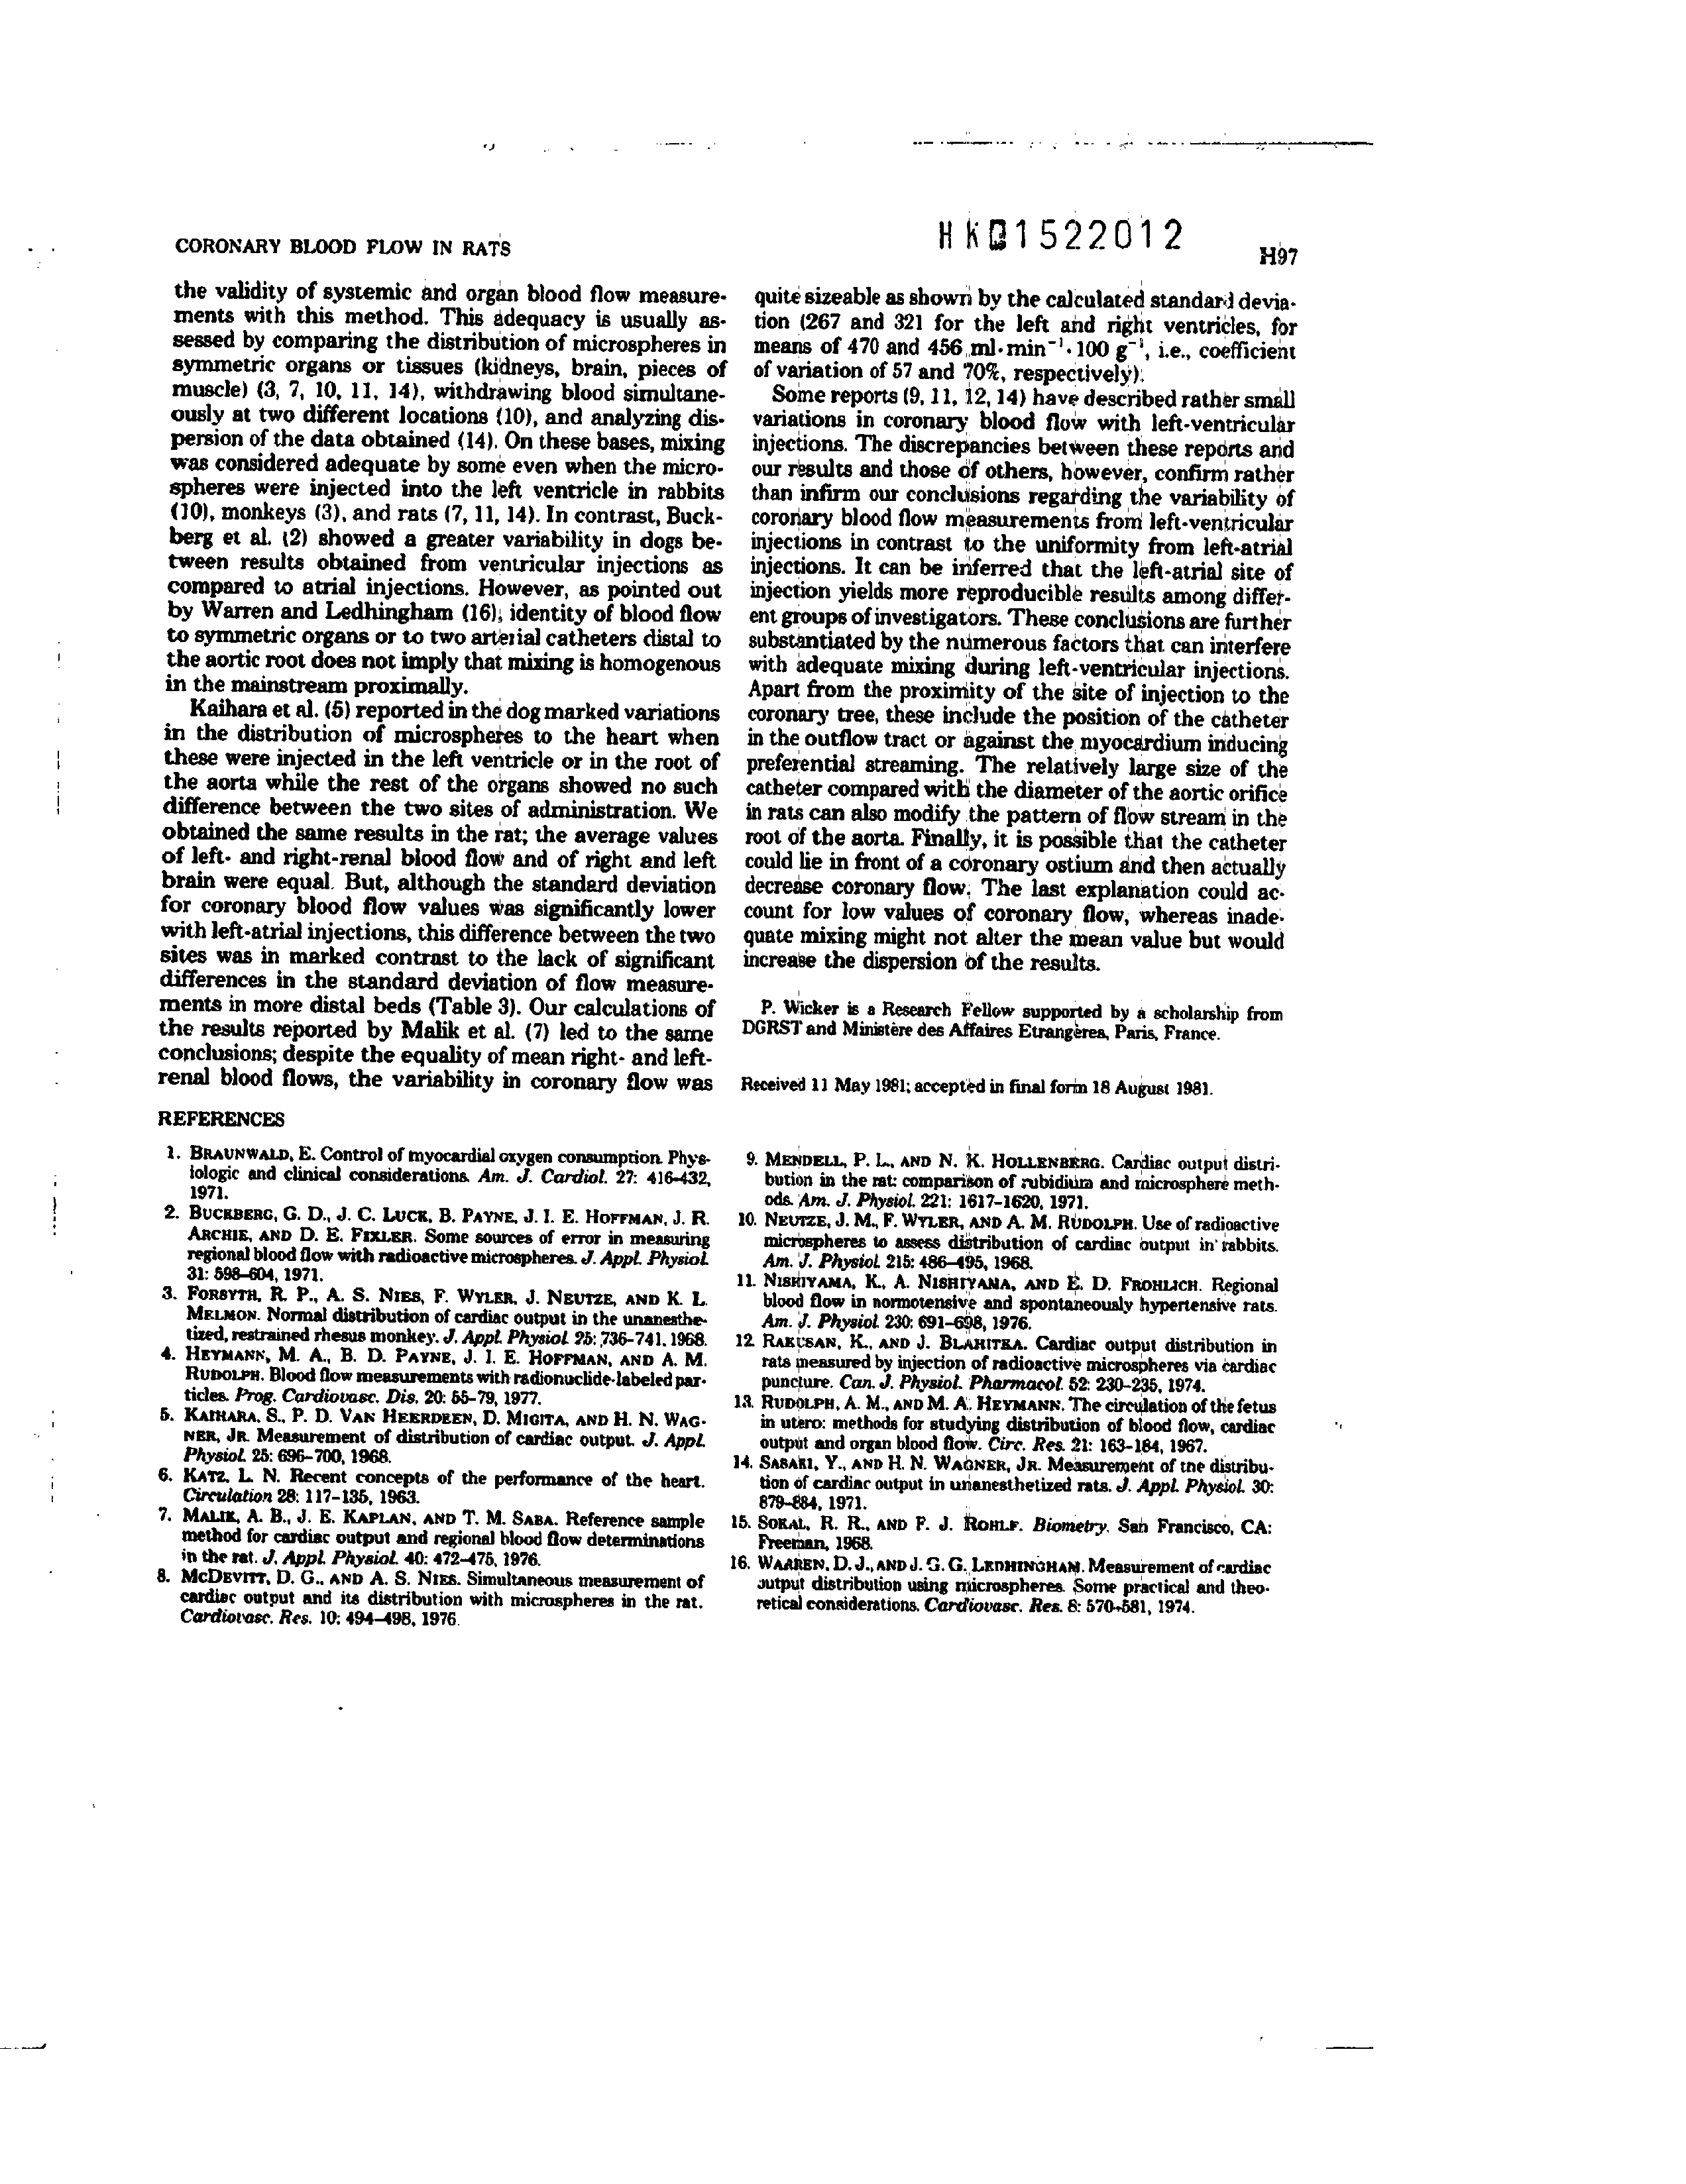 CORONARY BLOOD FLOW IN RATS
HK01522012
H97
the validity of systemic and organ blood flow measure-
ments with this method. This adequacy is usually as-
sessed by comparing the distribution of microspheres in
symmetric organs or tissues (kidneys, brain, pieces of
muscle) (3, 7, 10, 11, 14), withdrawing blood simultane-
ously at two different locations (10), and analyzing dis-
persion of the data obtained (14). On these bases, mixing
was considered adequate by some even when the micro-
spheres were injected into the left ventricle in rabbits
(10), monkeys (3), and rats (7, 11, 14). In contrast, Buck-
berg et al. (2) showed a greater variability in dogs be-
tween results obtained from ventricular injections as
compared to atrial injections. However, as pointed out
by Warren and Ledhingham (16), identity of blood flow
to symmetric organs or to two arterial catheters distal to
the aortic root does not imply that mixing is homogenous
in the mainstream proximally.
Kaihara et al. (5) reported in the dog marked variations
in the distribution of microspheres to the heart when
these were injected in the left ventricle or in the root of
the aorta while the rest of the organs showed no such
difference between the two sites of administration. We
obtained the same results in the rat; the average values
of left- and right-renal blood flow and of right and left
brain were equal. But, although the standard deviation
for coronary blood flow values was significantly lower
with left-atrial injections, this difference between the two
sites was in marked contrast to the lack of significant
differences in the standard deviation of flow measure-
ments in more distal beds (Table 3). Our calculations of
the results reported by Malik et al. (7) led to the same
conclusions; despite the equality of mean right- and left-
renal blood flows, the variability in coronary flow was
quite sizeable as shown by the calculated standard devia-
tion (267 and 321 for the left and right ventricles, for
means of 470 and 456 ml·min⁻¹·100 g⁻¹, i.e., coefficient
of variation of 57 and 70%, respectively).
Some reports (9, 11, 12, 14) have described rather small
variations in coronary blood flow with left-ventricular
injections. The discrepancies between these reports and
our results and those of others, however, confirm rather
than infirm our conclusions regarding the variability of
coronary blood flow measurements from left-ventricular
injections in contrast to the uniformity from left-atrial
injections. It can be inferred that the left-atrial site of
injection yields more reproducible results among differ-
ent groups of investigators. These conclusions are further
substantiated by the numerous factors that can interfere
with adequate mixing during left-ventricular injections.
Apart from the proximity of the site of injection to the
coronary tree, these include the position of the catheter
in the outflow tract or against the myocardium inducing
preferential streaming. The relatively large size of the
catheter compared with the diameter of the aortic orifice
in rats can also modify the pattern of flow stream in the
root of the aorta. Finally, it is possible that the catheter
could lie in front of a coronary ostium and then actually
decrease coronary flow. The last explanation could ac-
count for low values of coronary flow, whereas inade-
quate mixing might not alter the mean value but would
increase the dispersion of the results.
P. Wicker is a Research Fellow supported by a scholarship from
DGRST and Ministère des Affaires Etrangères, Paris, France.
Received 11 May 1981; accepted in final form 18 August 1981.
REFERENCES
1. BRAUNWALD, E. Control of myocardial oxygen consumption. Phys-
iologic and clinical considerations. Am. J. Cardiol. 27: 416–432,
1971.
2. BUCKBERG, G. D., J. C. LUCK, B. PAYNE, J. I. E. HOFFMAN, J. R.
ARCHIE, AND D. E. FIXLER. Some sources of error in measuring
regional blood flow with radioactive microspheres. J. Appl. Physiol.
31: 598–604, 1971.
3. FORSYTH, R. P., A. S. NIES, F. WYLER, J. NEUTZE, AND K. L.
MELMON. Normal distribution of cardiac output in the unanesthe-
tized, restrained rhesus monkey. J. Appl. Physiol. 25: 736–741, 1968.
4. HEYMANN, M. A., B. D. PAYNE, J. I. E. HOFFMAN, AND A. M.
RUDOLPH. Blood flow measurements with radionuclide-labeled par-
ticles. Prog. Cardiovasc. Dis. 20: 55–79, 1977.
5. KAIHARA, S., P. D. VAN HEERDEEN, D. MIGITA, AND H. N. WAG-
NER, JR. Measurement of distribution of cardiac output. J. Appl.
Physiol. 25: 696–700, 1968.
6. KATZ, L. N. Recent concepts of the performance of the heart.
Circulation 28: 117–135, 1963.
7. MALIK, A. B., J. E. KAPLAN, AND T. M. SABA. Reference sample
method for cardiac output and regional blood flow determinations
in the rat. J. Appl. Physiol. 40: 472–475, 1976.
8. MCDEVITT, D. G., AND A. S. NIES. Simultaneous measurement of
cardiac output and its distribution with microspheres in the rat.
Cardiovasc. Res. 10: 494–498, 1976.
9. MENDELL, P. L., AND N. K. HOLLENBERG. Cardiac output distri-
bution in the rat: comparison of rubidium and microsphere meth-
ods. Am. J. Physiol. 221: 1617–1620, 1971.
10. NEUTZE, J. M., F. WYLER, AND A. M. RUDOLPH. Use of radioactive
microspheres to assess distribution of cardiac output in rabbits.
Am. J. Physiol. 215: 486–495, 1968.
11. NISHIYAMA, K., A. NISHIYANA, AND E. D. FROHLICH. Regional
blood flow in normotensive and spontaneously hypertensive rats.
Am. J. Physiol. 230: 691–698, 1976.
12. RAKUSAN, K., AND J. BLAHITKA. Cardiac output distribution in
rats measured by injection of radioactive microspheres via cardiac
puncture. Can. J. Physiol. Pharmacol. 52: 230–235, 1974.
13. RUDOLPH, A. M., AND M. A. HEYMANN. The circulation of the fetus
in utero: methods for studying distribution of blood flow, cardiac
output and organ blood flow. Circ. Res. 21: 163–184, 1967.
14. SASAKI, Y., AND H. N. WAGNER, JR. Measurement of the distribu-
tion of cardiac output in unanesthetized rats. J. Appl. Physiol. 30:
879–884, 1971.
15. SOKAL, R. R., AND F. J. ROHLF. Biometry. San Francisco, CA:
Freeman, 1968.
16. WARREN, D. J., AND J. G. G. LEDHINGHAM. Measurement of cardiac
output distribution using microspheres. Some practical and theo-
retical considerations. Cardiovasc. Res. 8: 570–581, 1974.